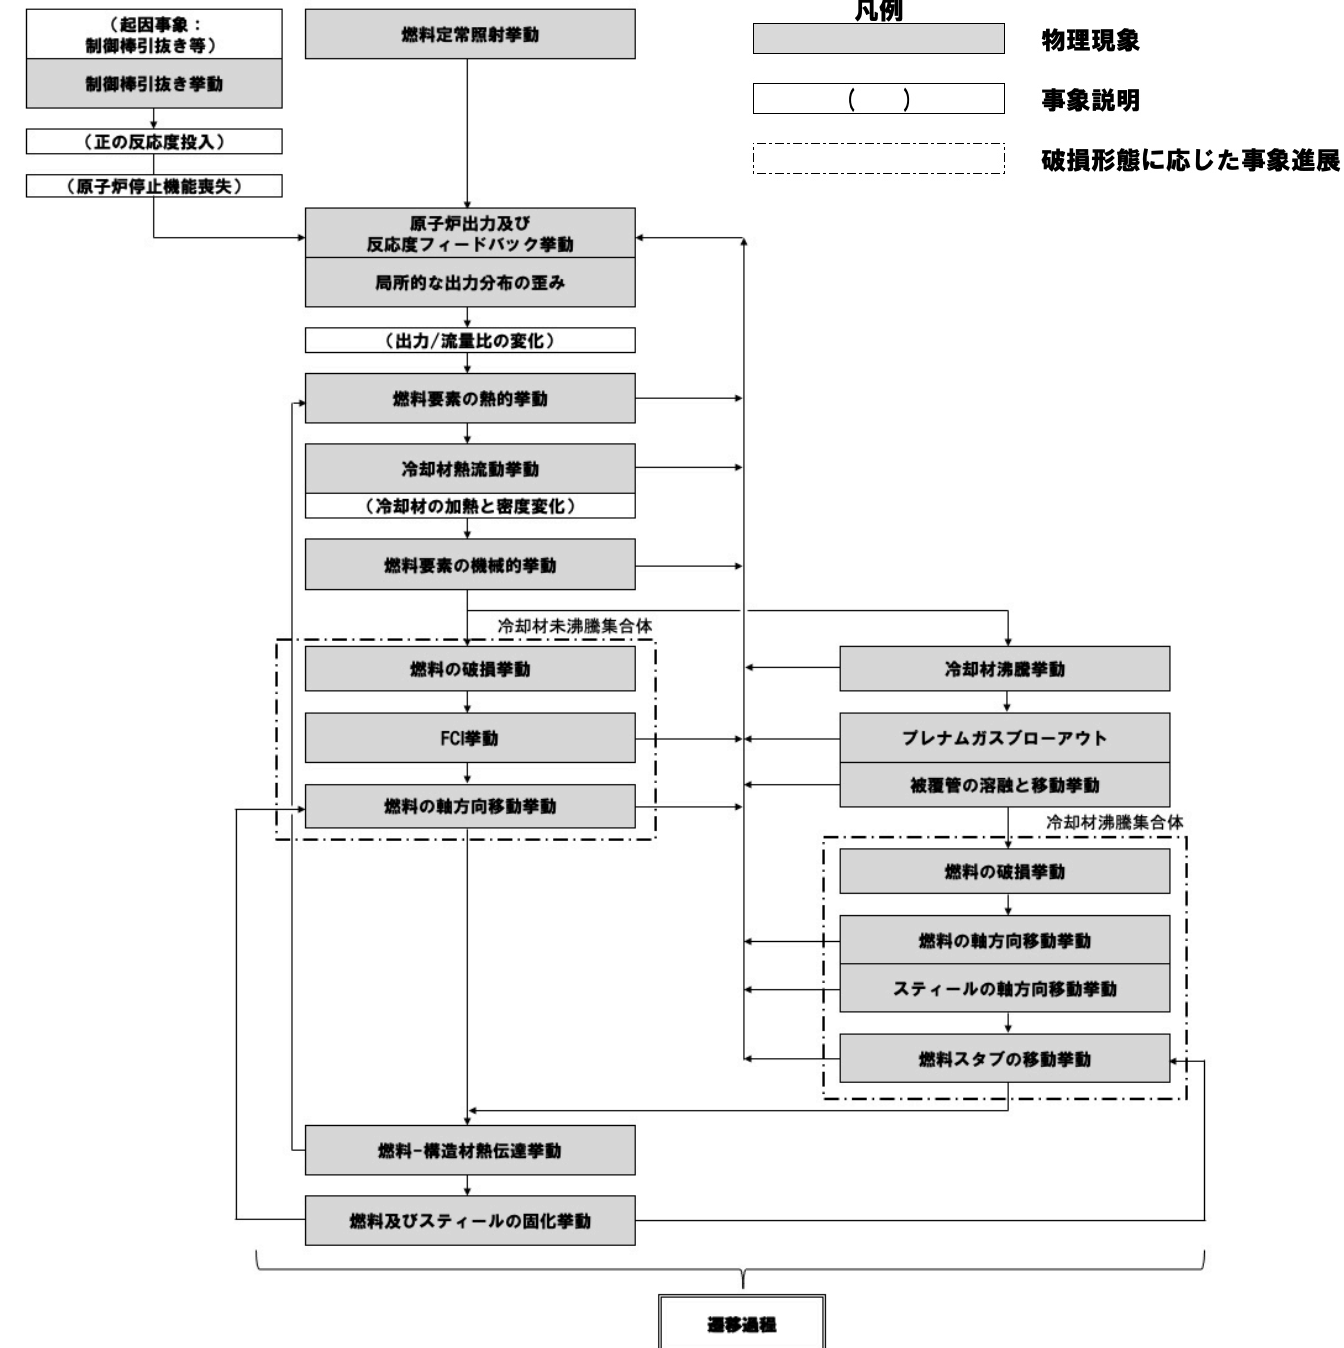 （起因事象：
制御棒引抜き等）
制御棒引抜き挙動
（正の反応度投入）
（原子炉停止機能喪失）
燃料定常照射挙動
凡例
物理現象
（　　）
事象説明
破損形態に応じた事象進展
原子炉出力及び
反応度フィードバック挙動
局所的な出力分布の歪み
（出力/流量比の変化）
燃料要素の熱的挙動
冷却材熱流動挙動
（冷却材の加熱と密度変化）
燃料要素の機械的挙動
冷却材未沸騰集合体
燃料の破損挙動
FCI挙動
燃料の軸方向移動挙動
冷却材沸騰挙動
プレナムガスブローアウト
被覆管の溶融と移動挙動
冷却材沸騰集合体
燃料の破損挙動
燃料の軸方向移動挙動
スティールの軸方向移動挙動
燃料スタブの移動挙動
燃料-構造材熱伝達挙動
燃料及びスティールの固化挙動
遷移過程